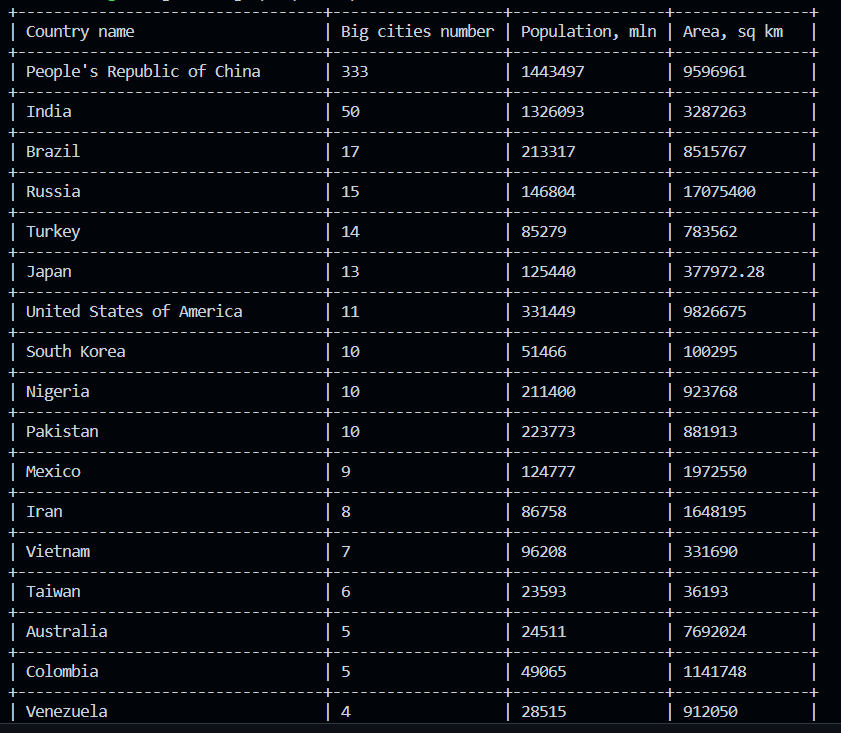 Country name | Big cities number | Population, mln | Area, sq km
People's Republic of China | 333 | 1443497 | 9596961
India | 50 | 1326093 | 3287263
Brazil | 17 | 213317 | 8515767
Russia | 15 | 146804 | 17075400
Turkey | 14 | 85279 | 783562
Japan | 13 | 125440 | 377972.28
United States of America | 11 | 331449 | 9826675
South Korea | 10 | 51466 | 100295
Nigeria | 10 | 211400 | 923768
Pakistan | 10 | 223773 | 881913
Mexico | 9 | 124777 | 1972550
Iran | 8 | 86758 | 1648195
Vietnam | 7 | 96208 | 331690
Taiwan | 6 | 23593 | 36193
Australia | 5 | 24511 | 7692024
Colombia | 5 | 49065 | 1141748
Venezuela | 4 | 28515 | 912050